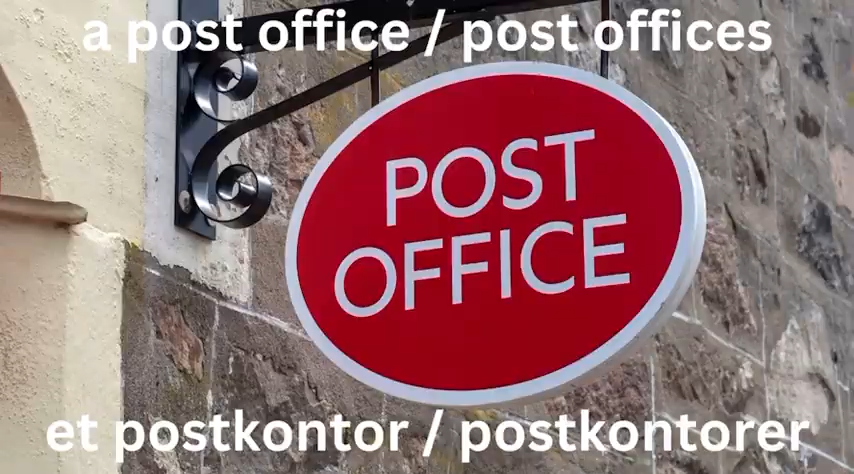 a post office / post offices
POST
OFFICE
et postkontor / postkontorer